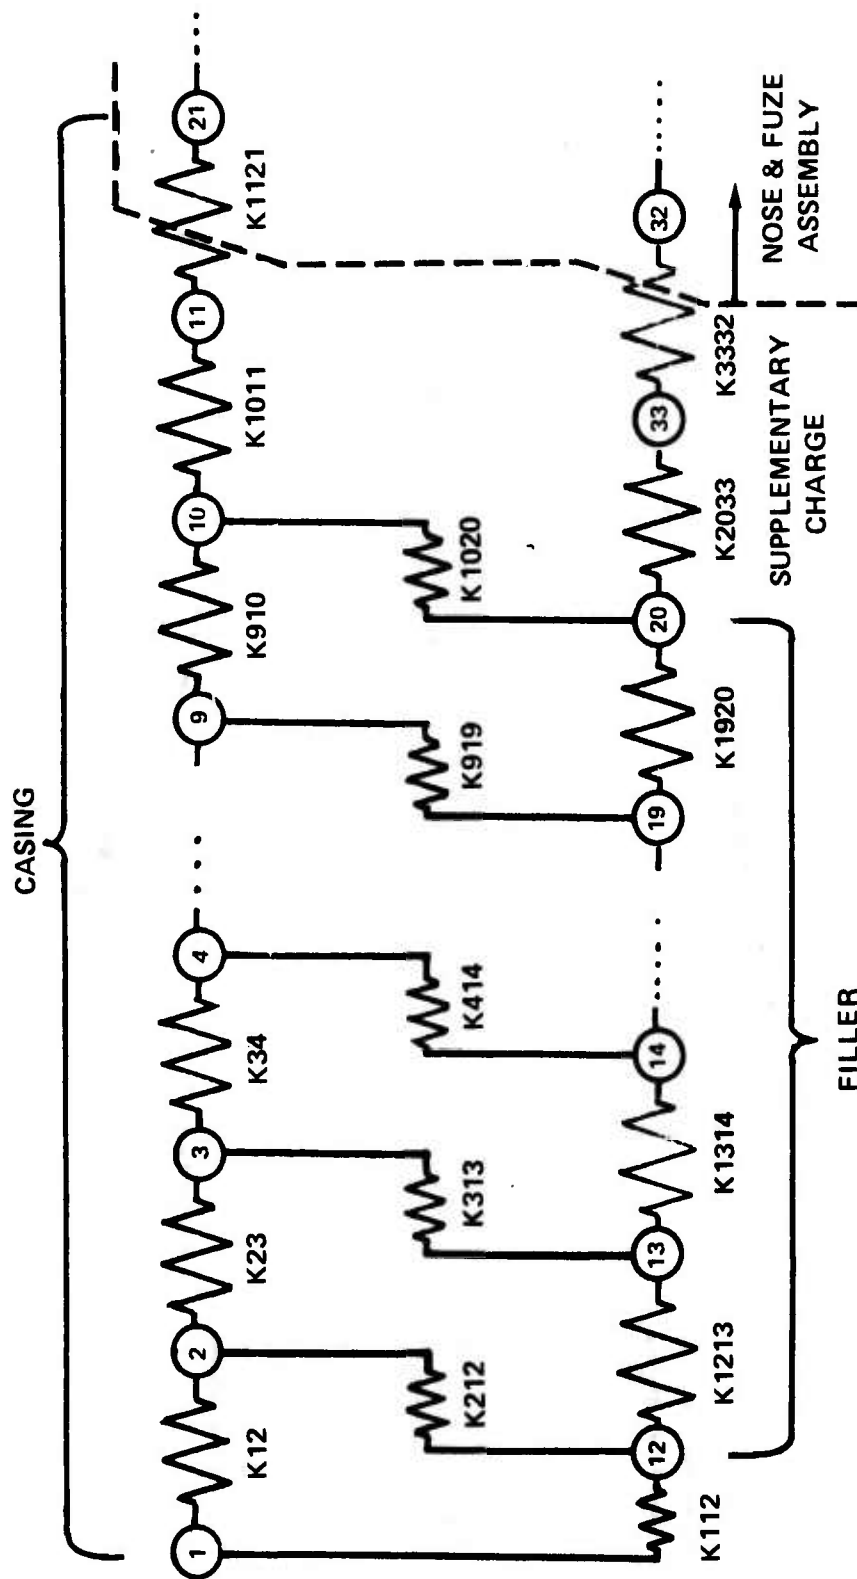 CASING
1
K12
2
K23
3
K34
4
....
9
K910
10
K1011
11
K1121
21
....
K212
K313
K414
K919
K1020
K112
12
K1213
13
K1314
14
.....
19
K1920
20
K2033
33
K3332
32
.....
FILLER
SUPPLEMENTARY
CHARGE
NOSE & FUZE
ASSEMBLY